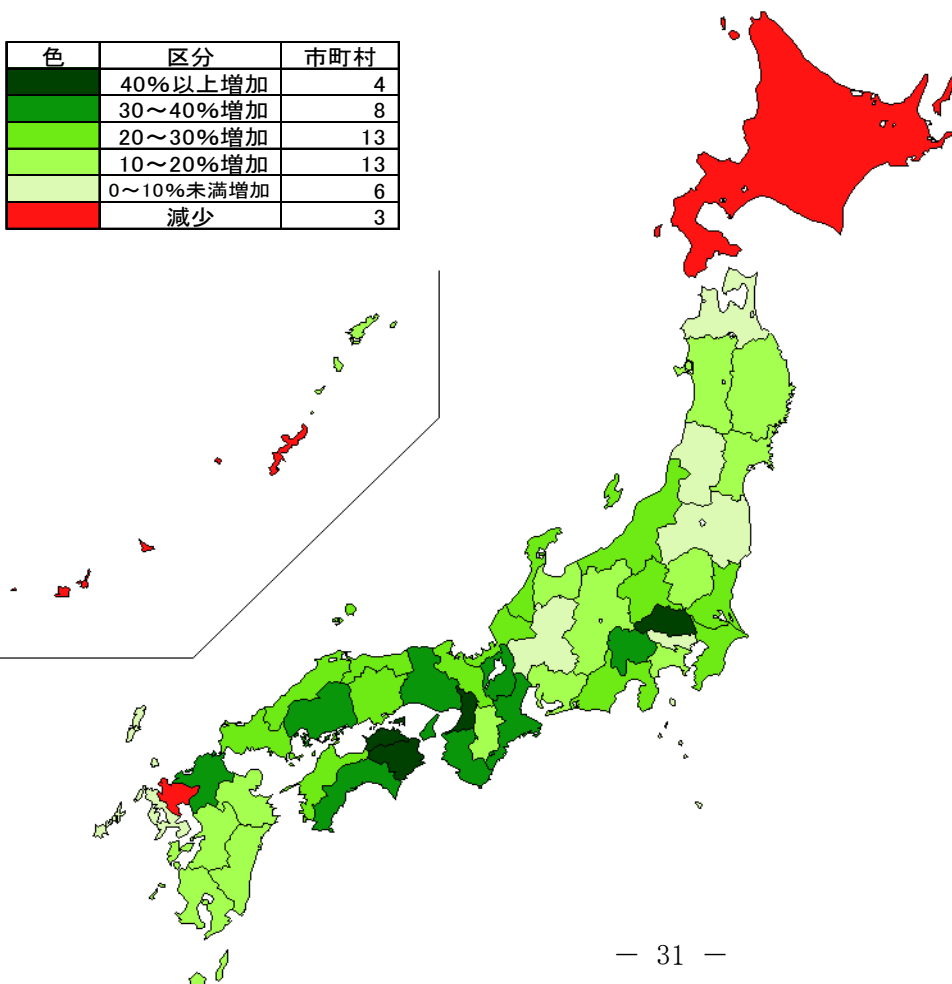 色 区分 市町村
40%以上増加 4
30～40%増加 8
20～30%増加 13
10～20%増加 13
0～10%未満増加 6
減少 3
－ 31 －